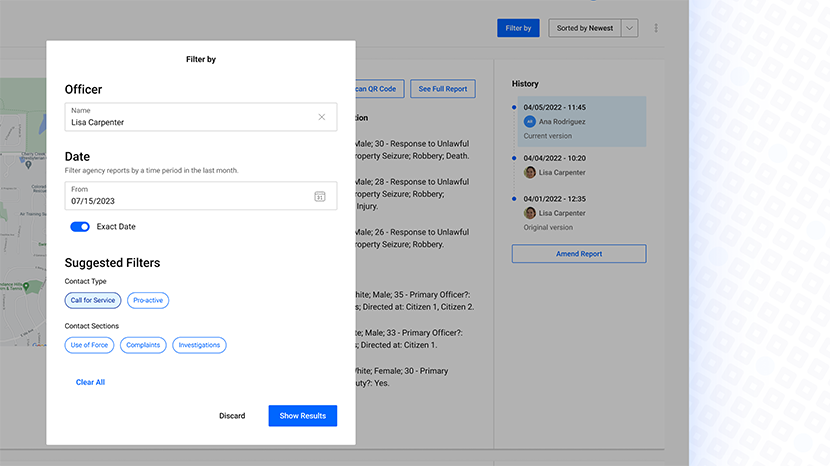 Filter by
Sorted by Newest
Filter by
Officer
Name
Lisa Carpenter
Date
Filter agency reports by a time period in the last month.
From
07/15/2023
31
Exact Date
Suggested Filters
Contact Type
Call for Service
Pro-active
Contact Sections
Use of Force
Complaints
Investigations
Clear All
Discard
Show Results
can QR Code
See Full Report
tion
Male; 30 - Response to Unlawful
operty Seizure; Robbery; Death.
Male; 28 - Response to Unlawful
operty Seizure; Robbery;
Injury.
Male; 26 - Response to Unlawful
operty Seizure; Robbery.
hite; Male; 35 - Primary Officer?:
s; Directed at: Citizen 1, Citizen 2.
hite; Male; 33 - Primary Officer?:
s; Directed at: Citizen 1.
White; Female; 30 - Primary
uty?: Yes.
History
04/05/2022 - 11:45
AR
Ana Rodriguez
Current version
04/04/2022 - 10:20
Lisa Carpenter
04/01/2022 - 12:35
Lisa Carpenter
Original version
Amend Report